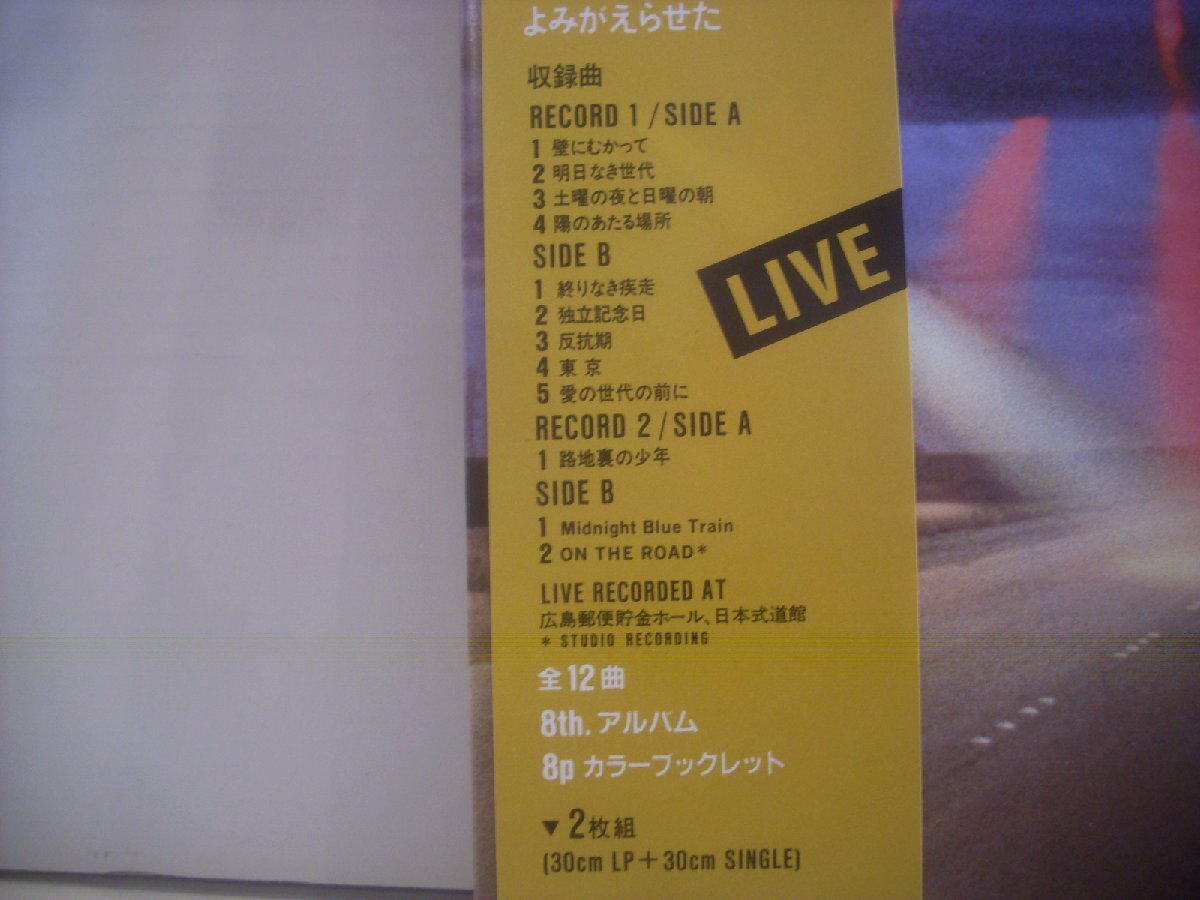 よみがえらせた
収録曲
RECORD 1 / SIDE A
1 壁にむかって
2 明日なき世代
3 土曜の夜と日曜の朝
4 陽のあたる場所
SIDE B
LIVE
1 終りなき疾走
2 独立記念日
3 反抗期
4 東京
5 愛の世代の前に
RECORD 2 / SIDE A
1 路地裏の少年
SIDE B
1 Midnight Blue Train
2 ON THE ROAD*
LIVE RECORDED AT
広島郵便貯金ホール、日本式道館
* STUDIO RECORDING
全12曲
8th. アルバム
8p カラーブックレット
▼2枚組
(30cm LP+30cm SINGLE)